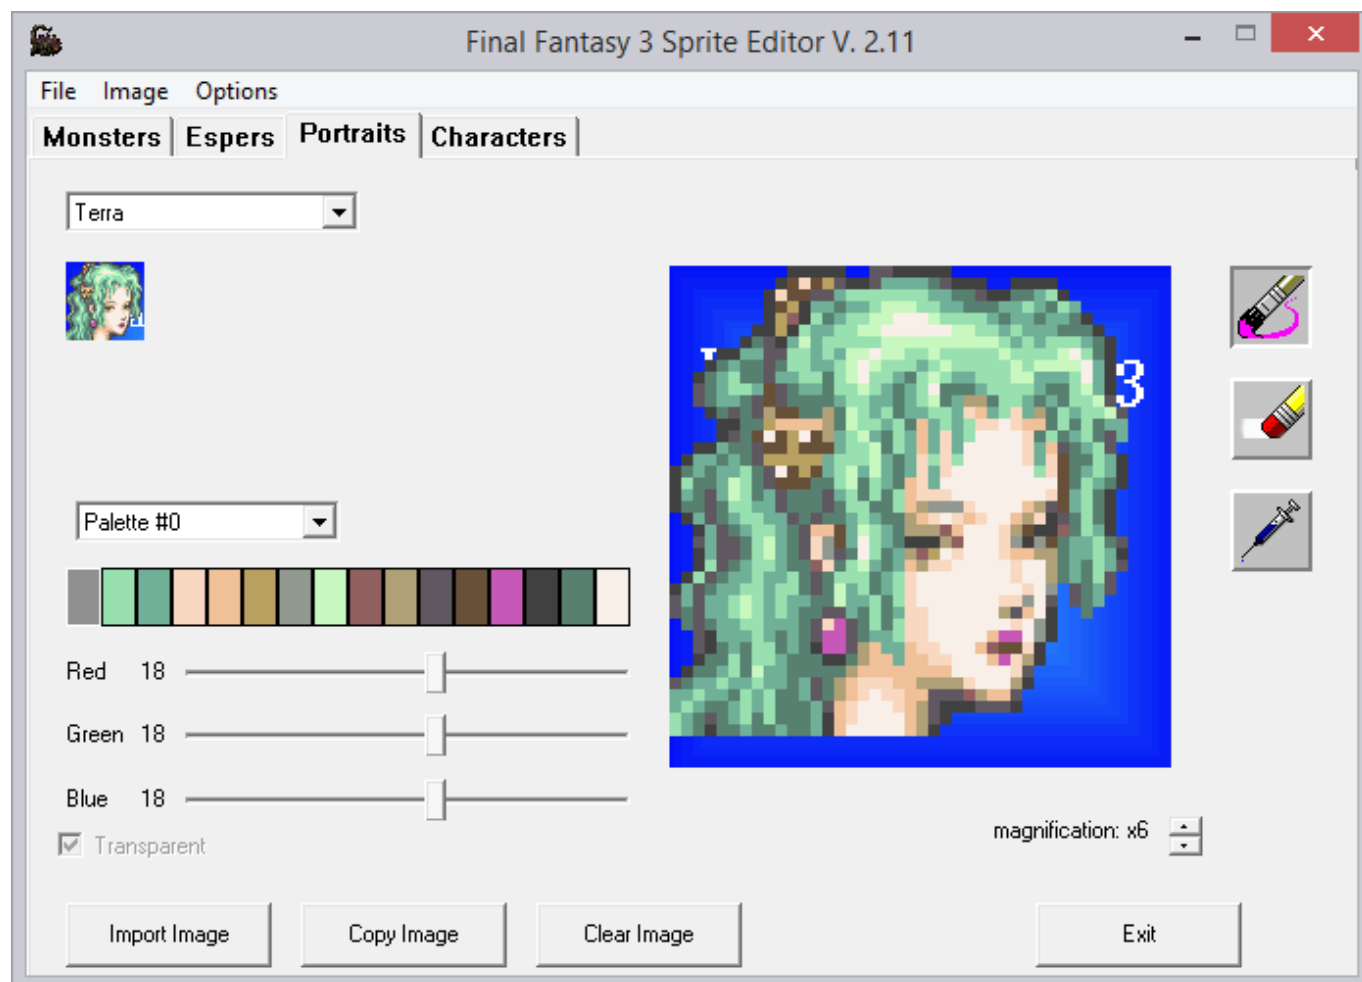 Final Fantasy 3 Sprite Editor V. 2.11
File Image Options
Monsters Espers Portraits Characters
Terra
3
Palette #0
Red 18
Green 18
Blue 18
Transparent
magnification: x6
Import Image Copy Image Clear Image Exit